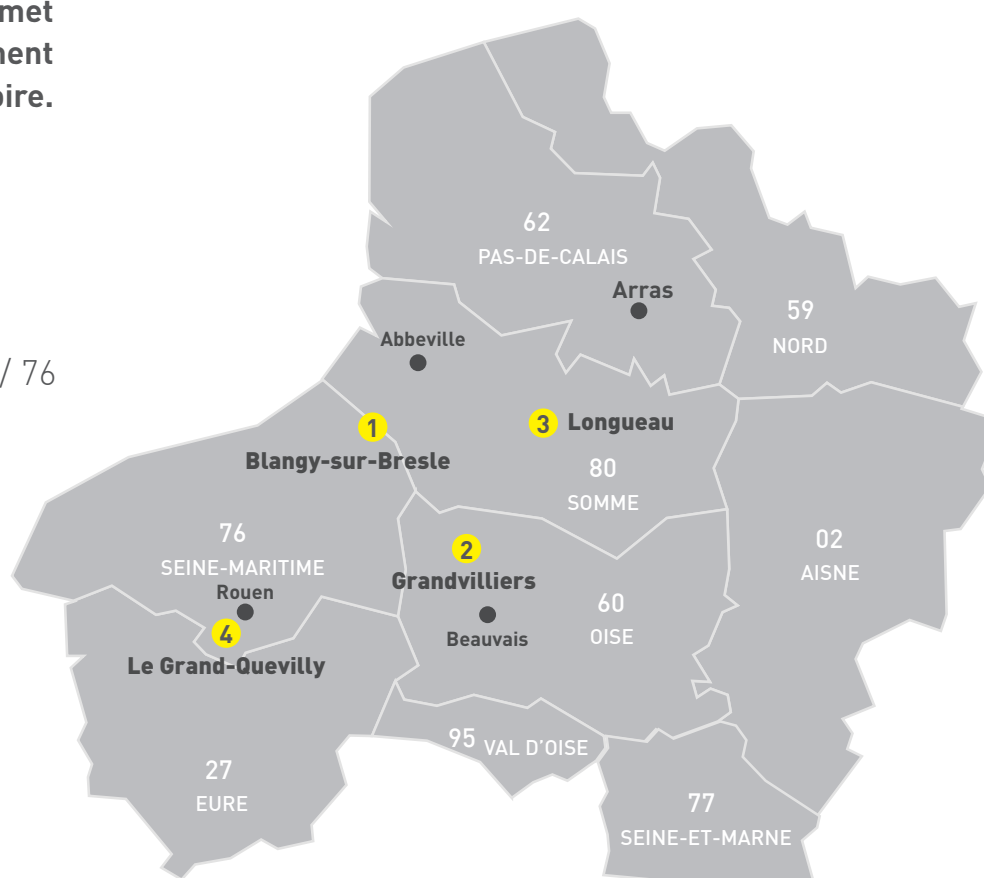 met
ment
oire.
/ 76
62
PAS-DE-CALAIS
Arras
59
NORD
Abbeville
1
Blangy-sur-Bresle
3 Longueau
80
SOMME
76
SEINE-MARITIME
02
AISNE
2
Grandvilliers
Rouen
4
Le Grand-Quevilly
60
OISE
Beauvais
95 VAL D’OISE
27
EURE
77
SEINE-ET-MARNE